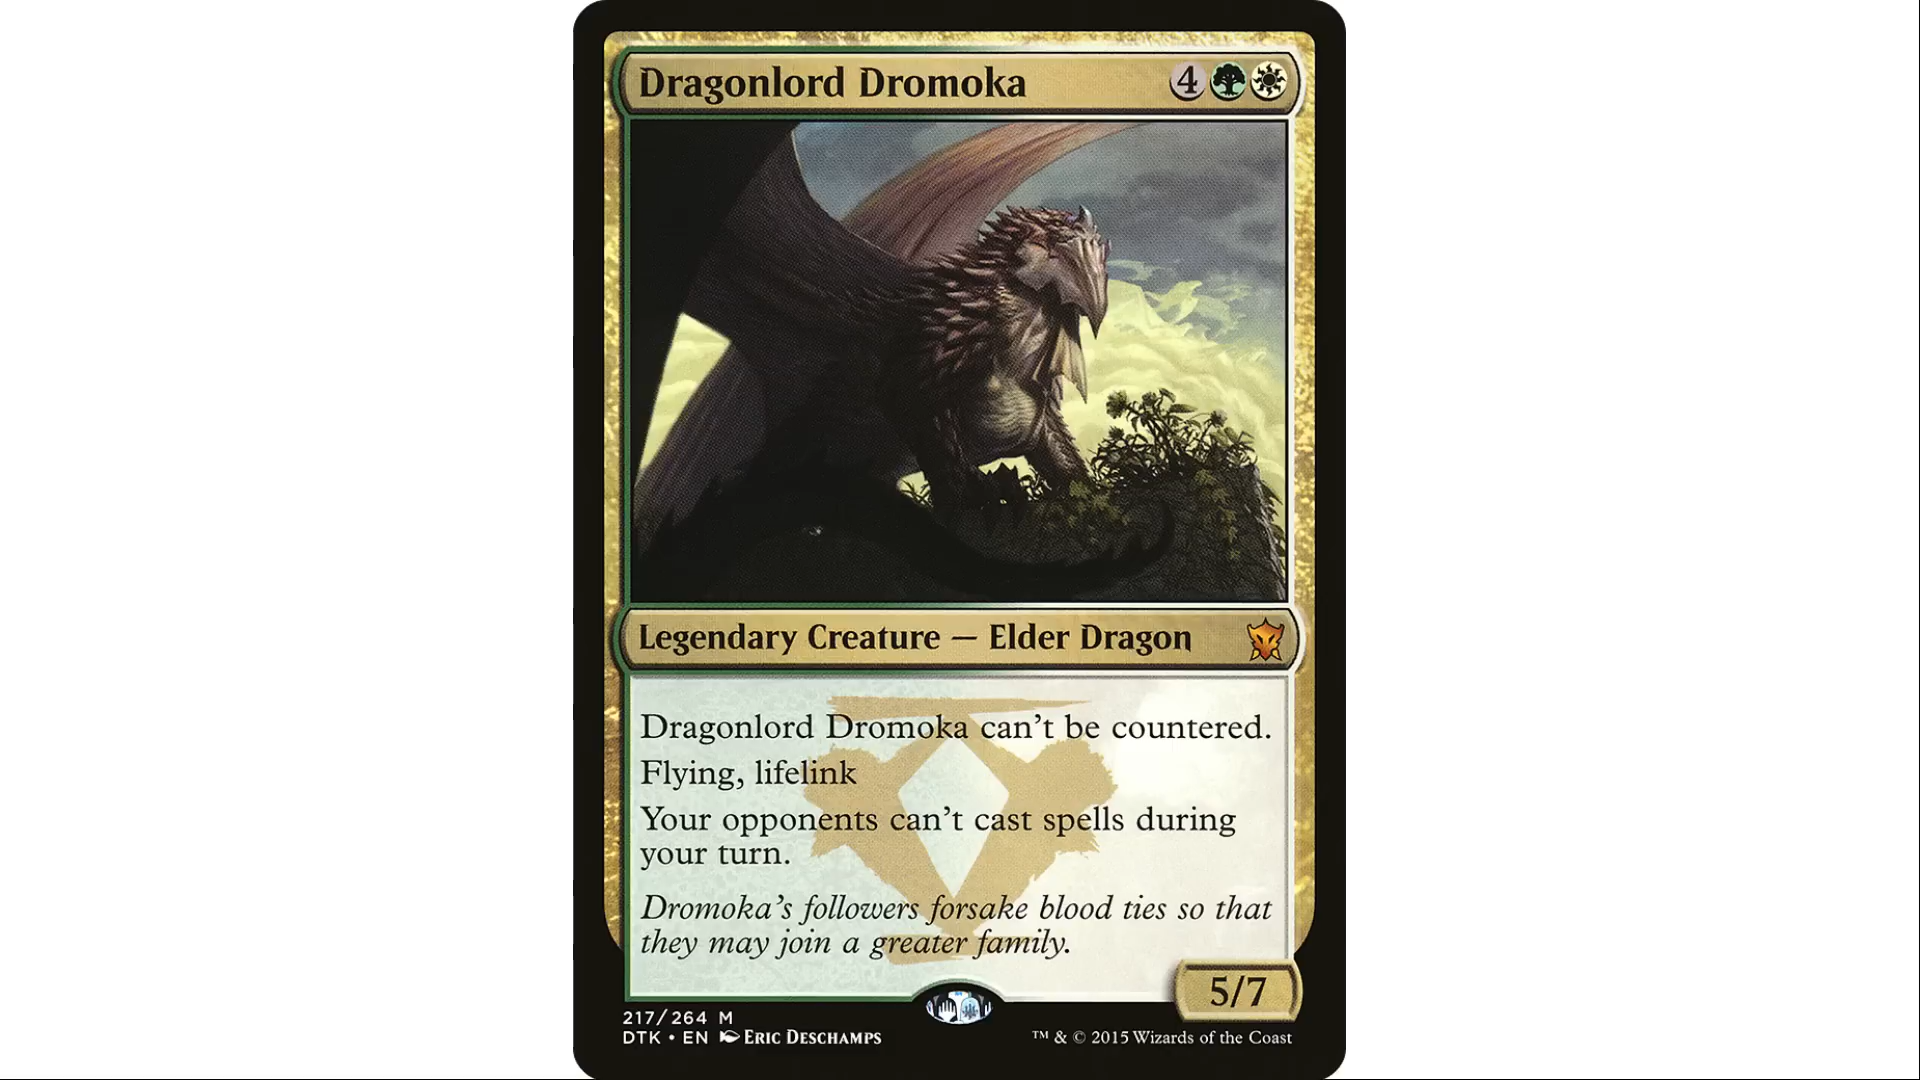 Dragonlord Dromoka 4
Legendary Creature — Elder Dragon
Dragonlord Dromoka can't be countered.
Flying, lifelink
Your opponents can't cast spells during
your turn.
Dromoka's followers forsake blood ties so that
they may join a greater family.
5/7
217/264 M
DTK • EN Eric Deschamps
™ & © 2015 Wizards of the Coast